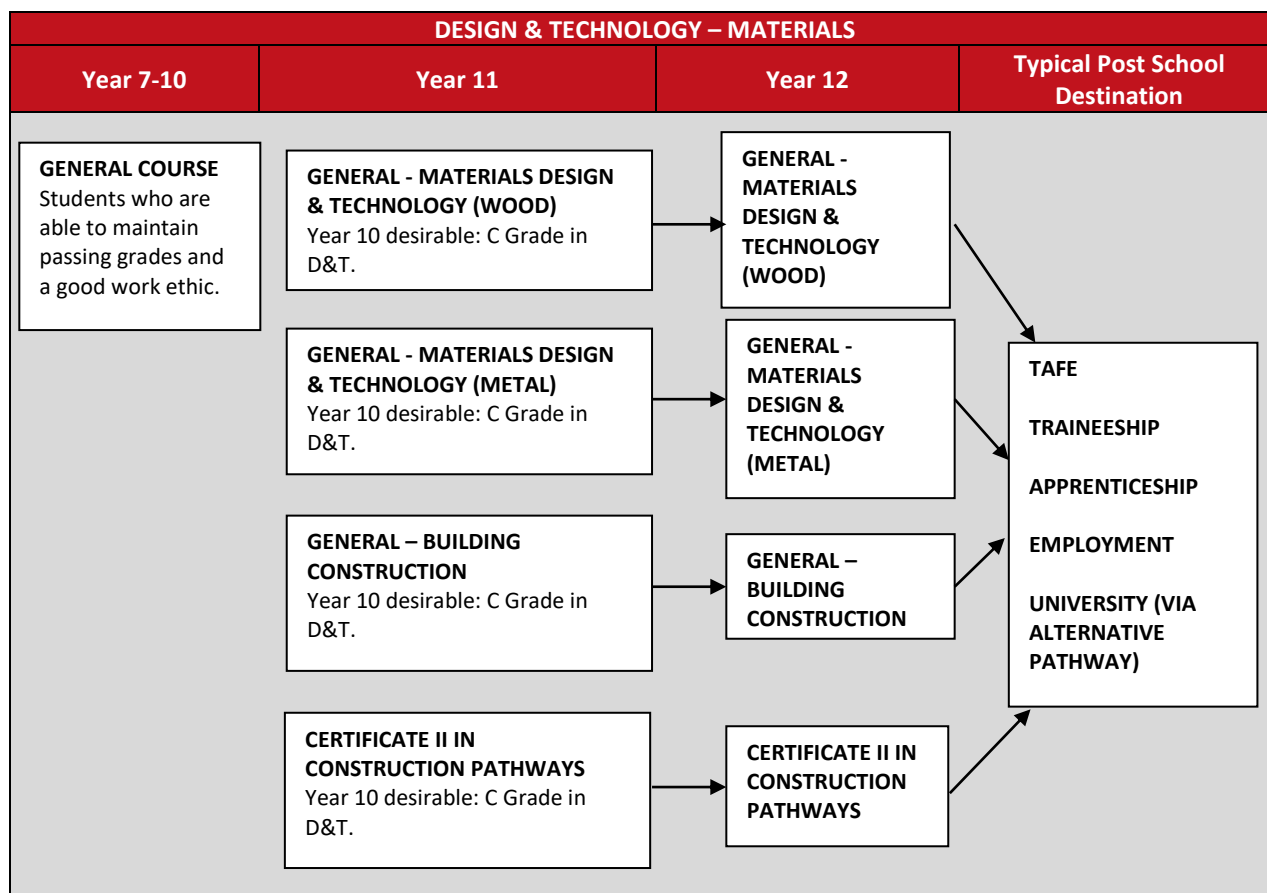 DESIGN & TECHNOLOGY – MATERIALS
Year 7-10
Year 11
Year 12
Typical Post School
Destination
GENERAL COURSE
Students who are
able to maintain
passing grades and
a good work ethic.
GENERAL - MATERIALS DESIGN
& TECHNOLOGY (WOOD)
Year 10 desirable: C Grade in
D&T.
GENERAL -
MATERIALS
DESIGN &
TECHNOLOGY
(WOOD)
GENERAL - MATERIALS DESIGN
& TECHNOLOGY (METAL)
Year 10 desirable: C Grade in
D&T.
GENERAL -
MATERIALS
DESIGN &
TECHNOLOGY
(METAL)
GENERAL – BUILDING
CONSTRUCTION
Year 10 desirable: C Grade in
D&T.
GENERAL –
BUILDING
CONSTRUCTION
CERTIFICATE II IN
CONSTRUCTION PATHWAYS
Year 10 desirable: C Grade in
D&T.
CERTIFICATE II IN
CONSTRUCTION
PATHWAYS
TAFE
TRAINEESHIP
APPRENTICESHIP
EMPLOYMENT
UNIVERSITY (VIA
ALTERNATIVE
PATHWAY)